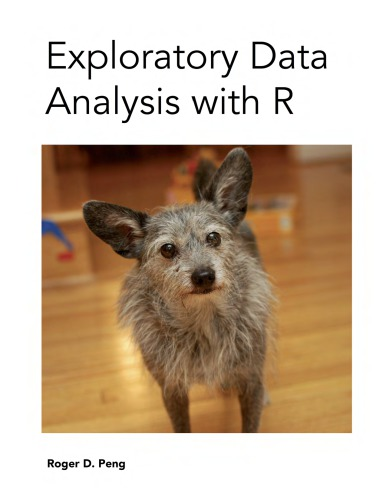 Exploratory Data
Analysis with R
Roger D. Peng